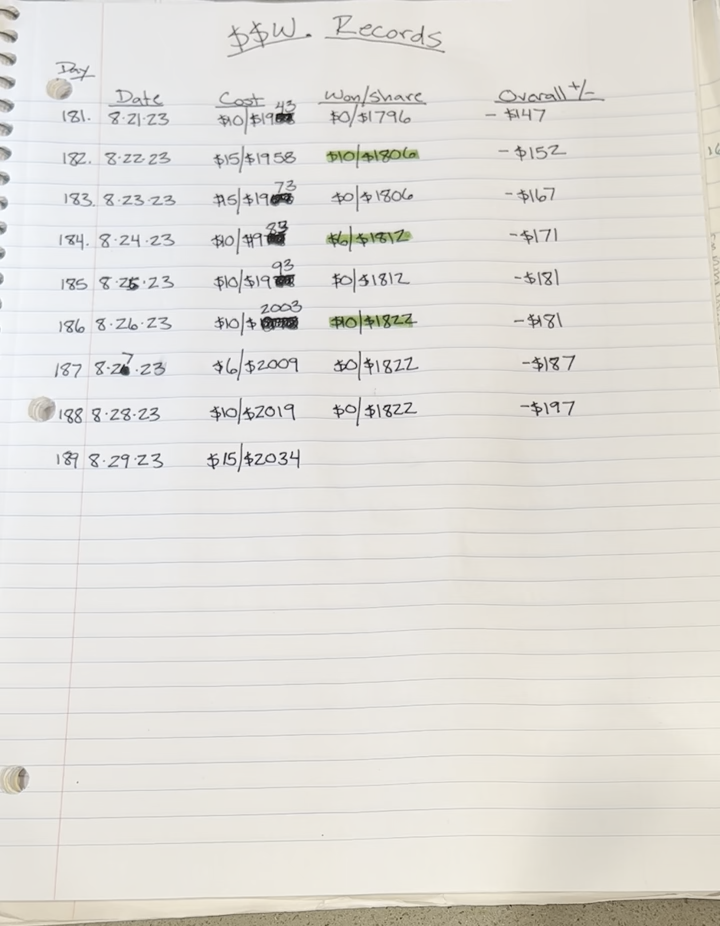 $$W. Records
Day
Date Cost Won/Share Overall +/-
181. 8.21.23 $10/$1943 $0/$1796 - $147
182. 8.22.23 $15/$1958 $10/$1806 - $152
183. 8.23.23 $15/$1973 $0/$1806 - $167
184. 8.24.23 $10/$1983 $6/$1812 - $171
185 8.25.23 $10/$1993 $0/$1812 - $181
186 8.26.23 $10/$2003 $10/$1822 - $181
187 8.27.23 $6/$2009 $0/$1822 - $187
188 8.28.23 $10/$2019 $0/$1822 - $197
189 8.29.23 $15/$2034